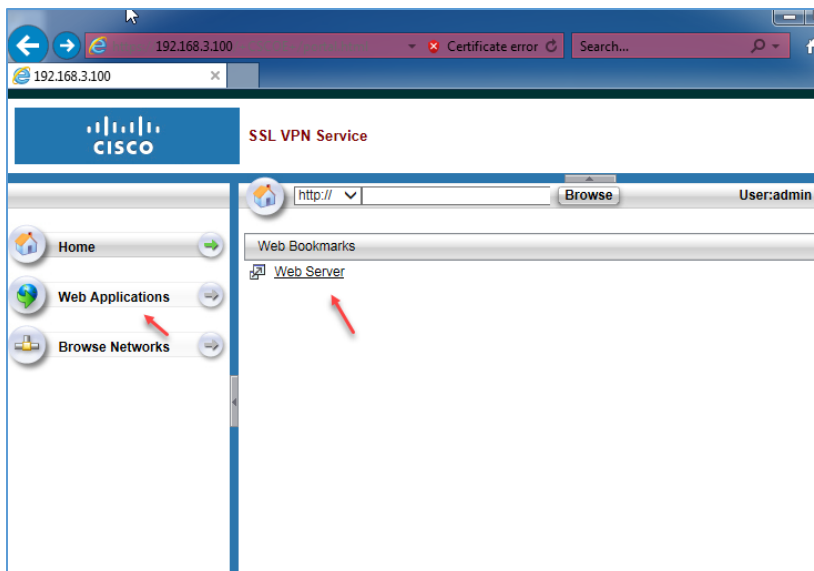 192.168.3.100
Certificate error
Search...
192.168.3.100
CISCO
SSL VPN Service
http://
Browse
User:admin
Home
Web Bookmarks
Web Server
Web Applications
Browse Networks